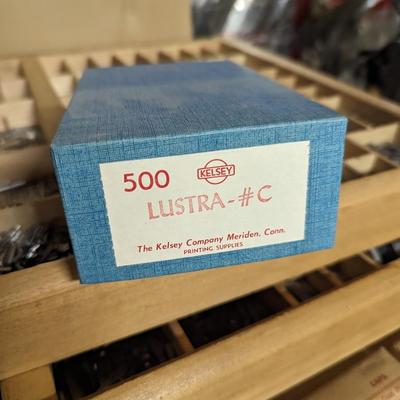 500 KELSEY
LUSTRA-#C
The Kelsey Company Meriden, Conn.
PRINTING SUPPLIES